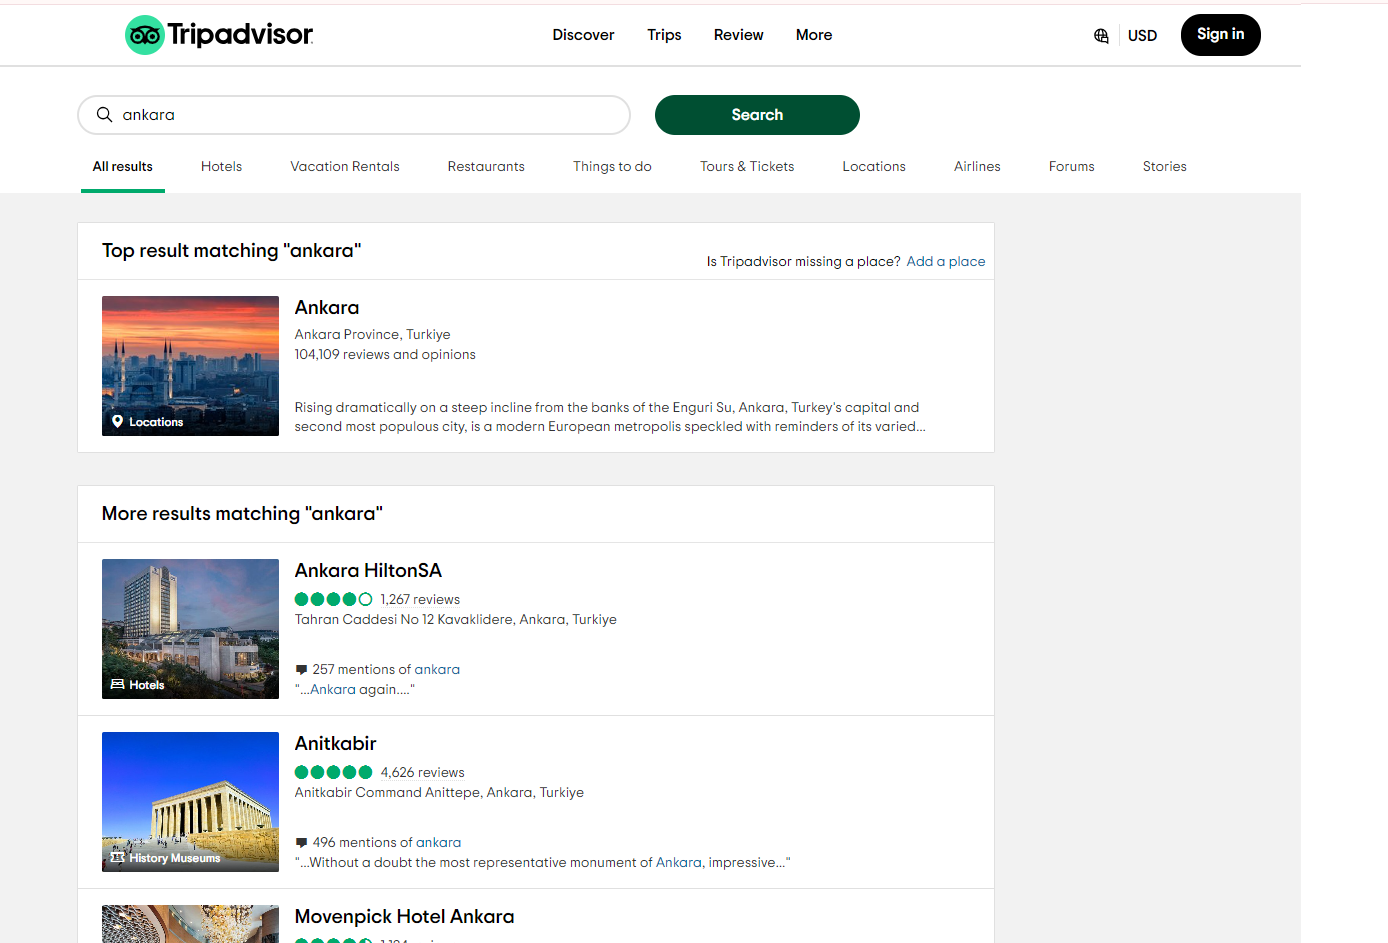 Tripadvisor
Discover Trips Review More
USD
Sign in
ankara
Search
All results Hotels Vacation Rentals Restaurants Things to do Tours & Tickets Locations Airlines Forums Stories
Top result matching "ankara"
Is Tripadvisor missing a place? Add a place
Ankara
Ankara Province, Turkiye
104,109 reviews and opinions
Rising dramatically on a steep incline from the banks of the Enguri Su, Ankara, Turkey's capital and
second most populous city, is a modern European metropolis speckled with reminders of its varied...
Locations
More results matching "ankara"
Ankara HiltonSA
1,267 reviews
Tahran Caddesi No 12 Kavaklidere, Ankara, Turkiye
257 mentions of ankara
"...Ankara again...."
Hotels
Anitkabir
4,626 reviews
Anitkabir Command Anittepe, Ankara, Turkiye
496 mentions of ankara
"...Without a doubt the most representative monument of Ankara, impressive..."
History Museums
Movenpick Hotel Ankara